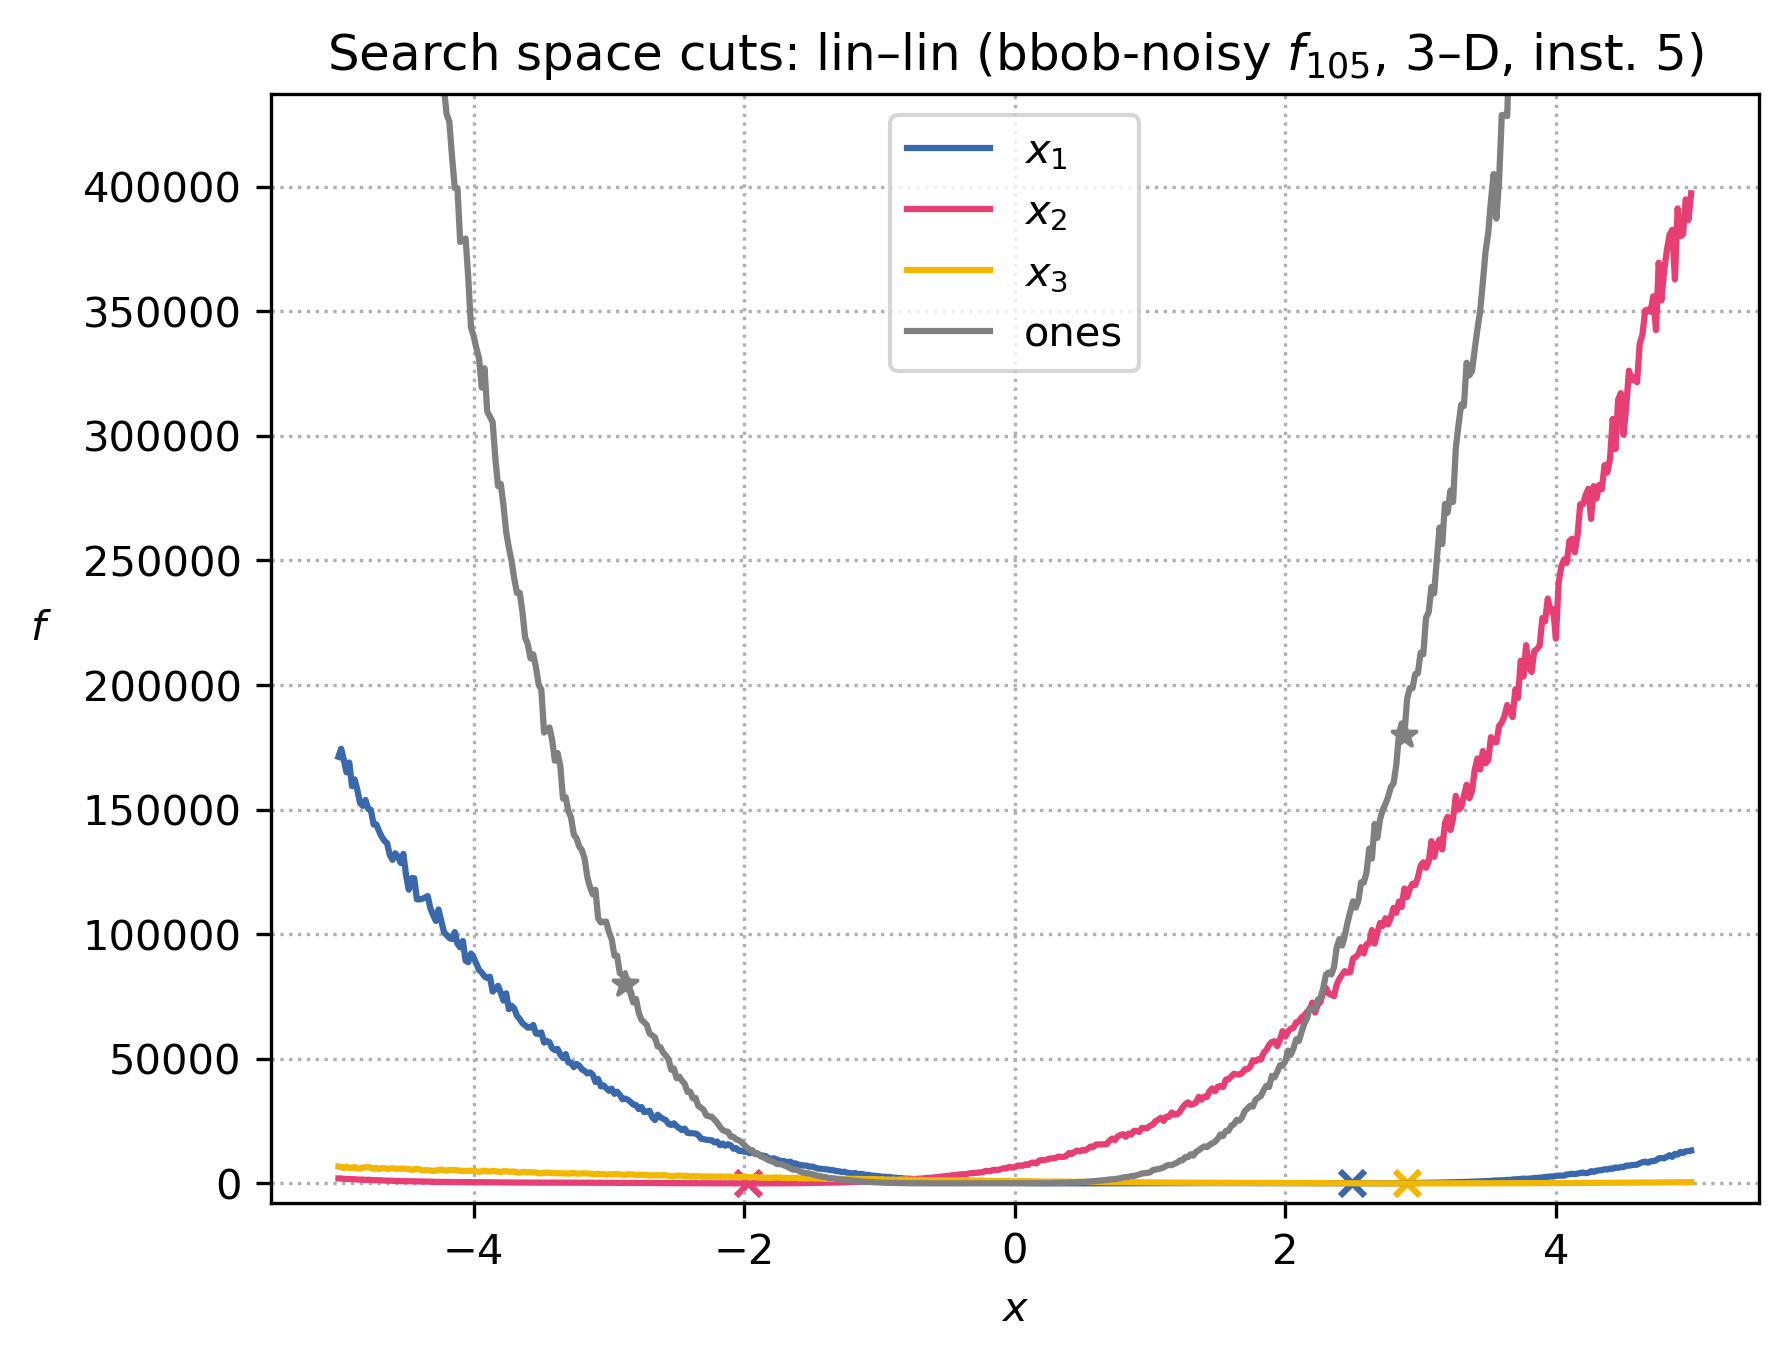 Search space cuts: lin–lin (bbob-noisy f₁₀₅, 3–D, inst. 5)
x₁
x₂
x₃
ones
400000
350000
300000
250000
200000
150000
100000
50000
0
f
−4
−2
0
2
4
x